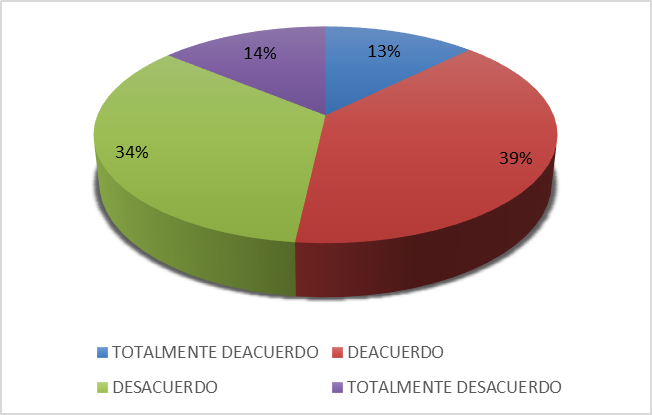 14%
13%
34%
39%
TOTALMENTE DEACUERDO
DEACUERDO
DESACUERDO
TOTALMENTE DESACUERDO